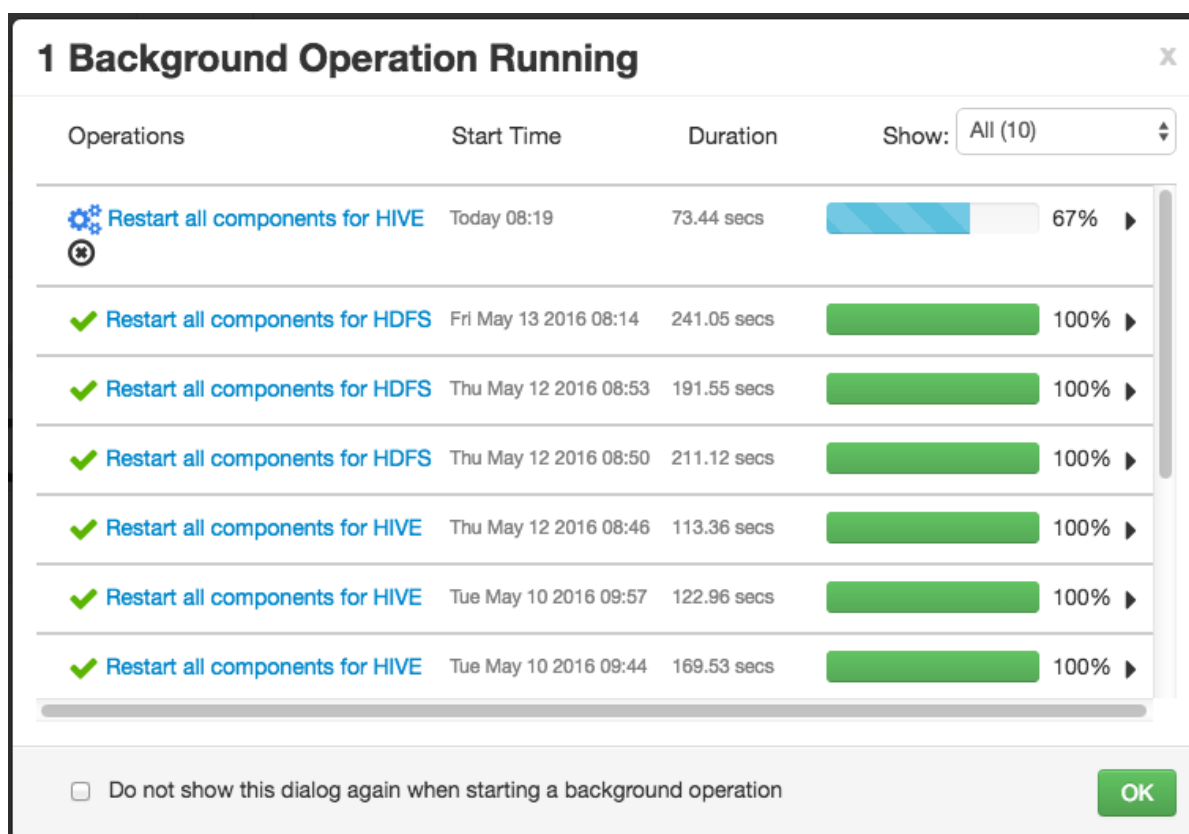 1 Background Operation Running x
Operations Start Time Duration Show: All (10)
Restart all components for HIVE Today 08:19 73.44 secs 67%
Restart all components for HDFS Fri May 13 2016 08:14 241.05 secs 100%
Restart all components for HDFS Thu May 12 2016 08:53 191.55 secs 100%
Restart all components for HDFS Thu May 12 2016 08:50 211.12 secs 100%
Restart all components for HIVE Thu May 12 2016 08:46 113.36 secs 100%
Restart all components for HIVE Tue May 10 2016 09:57 122.96 secs 100%
Restart all components for HIVE Tue May 10 2016 09:44 169.53 secs 100%
Do not show this dialog again when starting a background operation OK